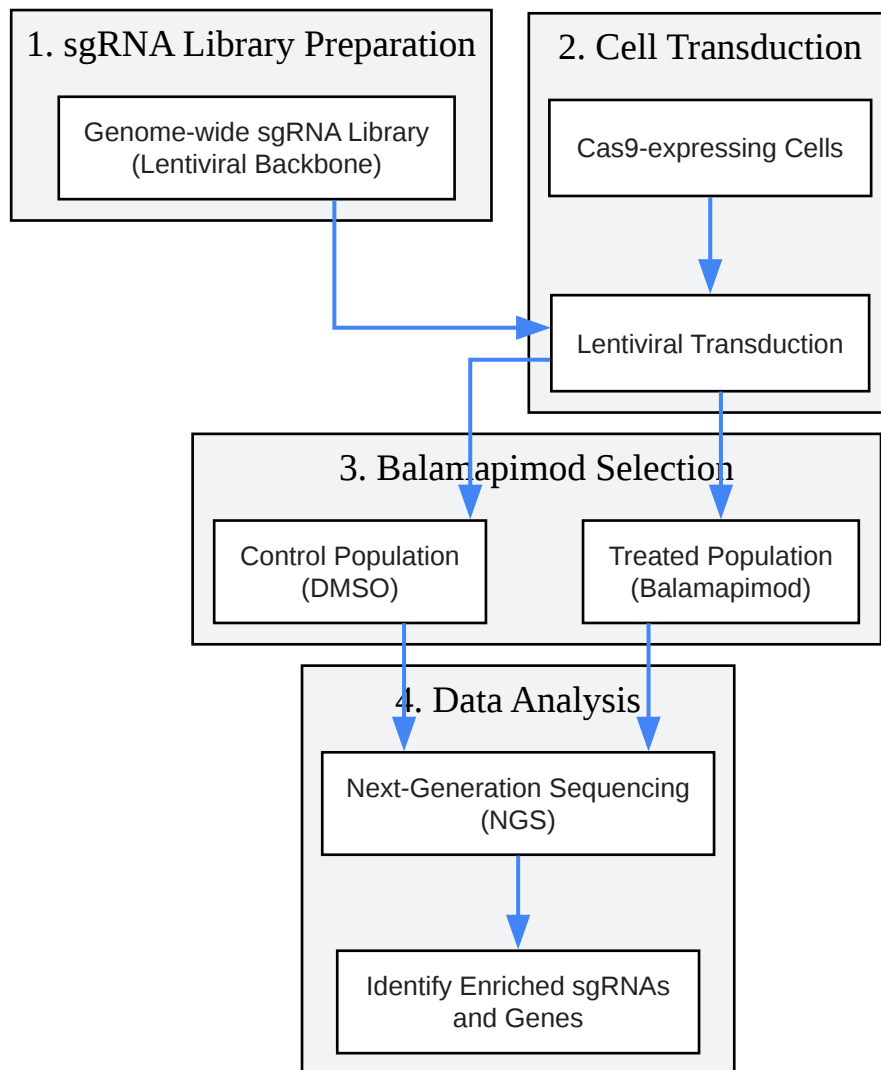 1. sgRNA Library Preparation
Genome-wide sgRNA Library
(Lentiviral Backbone)
2. Cell Transduction
Cas9-expressing Cells
Lentiviral Transduction
3. Balamapimod Selection
Control Population
(DMSO)
Treated Population
(Balamapimod)
4. Data Analysis
Next-Generation Sequencing
(NGS)
Identify Enriched sgRNAs
and Genes